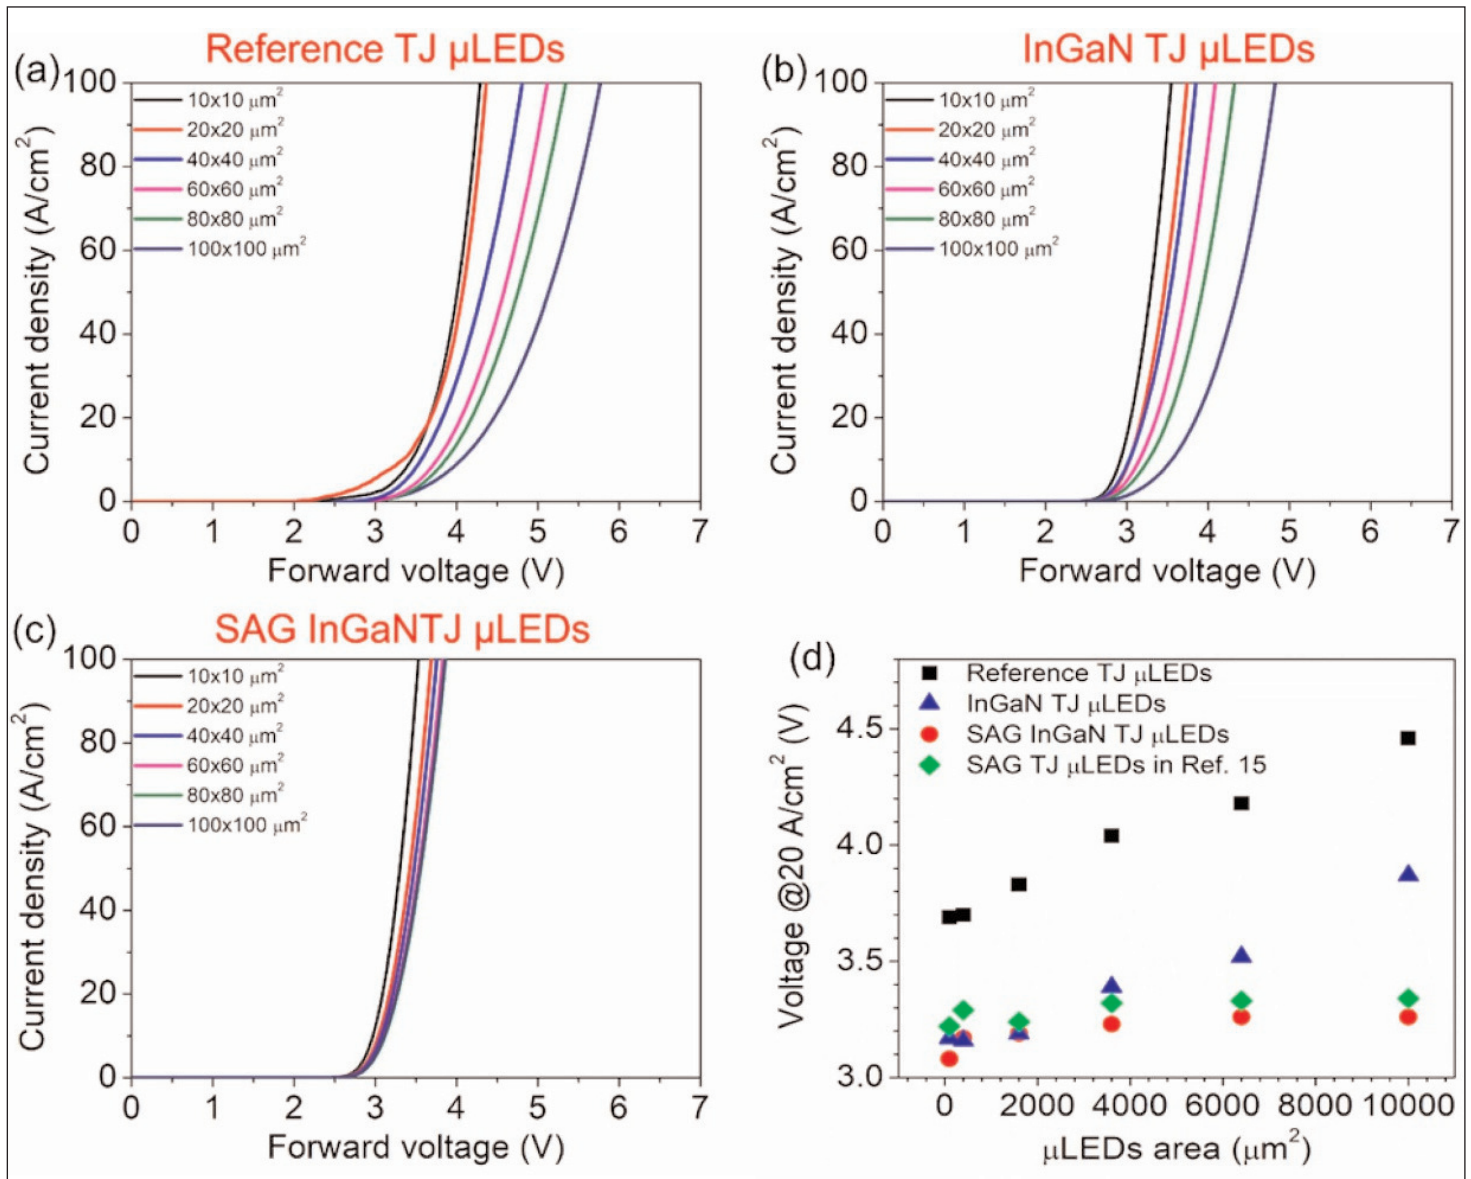 (a)
Reference TJ μLEDs
100
80
60
40
20
0
Current density (A/cm²)
10x10 μm²
20x20 μm²
40x40 μm²
60x60 μm²
80x80 μm²
100x100 μm²
0 1 2 3 4 5 6 7
Forward voltage (V)
(b)
InGaN TJ μLEDs
100
80
60
40
20
0
Current density (A/cm²)
10x10 μm²
20x20 μm²
40x40 μm²
60x60 μm²
80x80 μm²
100x100 μm²
0 1 2 3 4 5 6 7
Forward voltage (V)
(c)
SAG InGaNTJ μLEDs
100
80
60
40
20
0
Current density (A/cm²)
10x10 μm²
20x20 μm²
40x40 μm²
60x60 μm²
80x80 μm²
100x100 μm²
0 1 2 3 4 5 6 7
Forward voltage (V)
(d)
Reference TJ μLEDs
InGaN TJ μLEDs
SAG InGaN TJ μLEDs
SAG TJ μLEDs in Ref. 15
4.5
4.0
3.5
3.0
Voltage @20 A/cm² (V)
0 2000 4000 6000 8000 10000
μLEDs area (μm²)